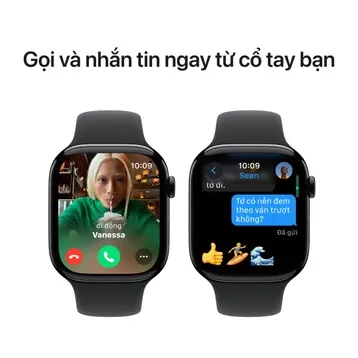 Gọi và nhắn tin ngay từ cổ tay bạn
10:09
di động
Vanessa
10:09
Sean
tớ đi.
Tớ có nên đem
theo ván trượt
không?
Đã gửi